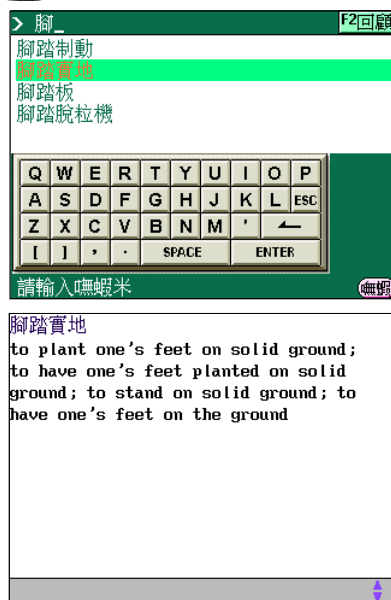 > 腳_ F2回顧
腳踏制動
腳踏實地
腳踏板
腳踏脫粒機
Q W E R T Y U I O P
A S D F G H J K L ESC
Z X C V B N M ' ←
[ ] , . SPACE ENTER
請輸入嘸蝦米 嘸蝦
腳踏實地
to plant one's feet on solid ground;
to have one's feet planted on solid
ground; to stand on solid ground; to
have one's feet on the ground